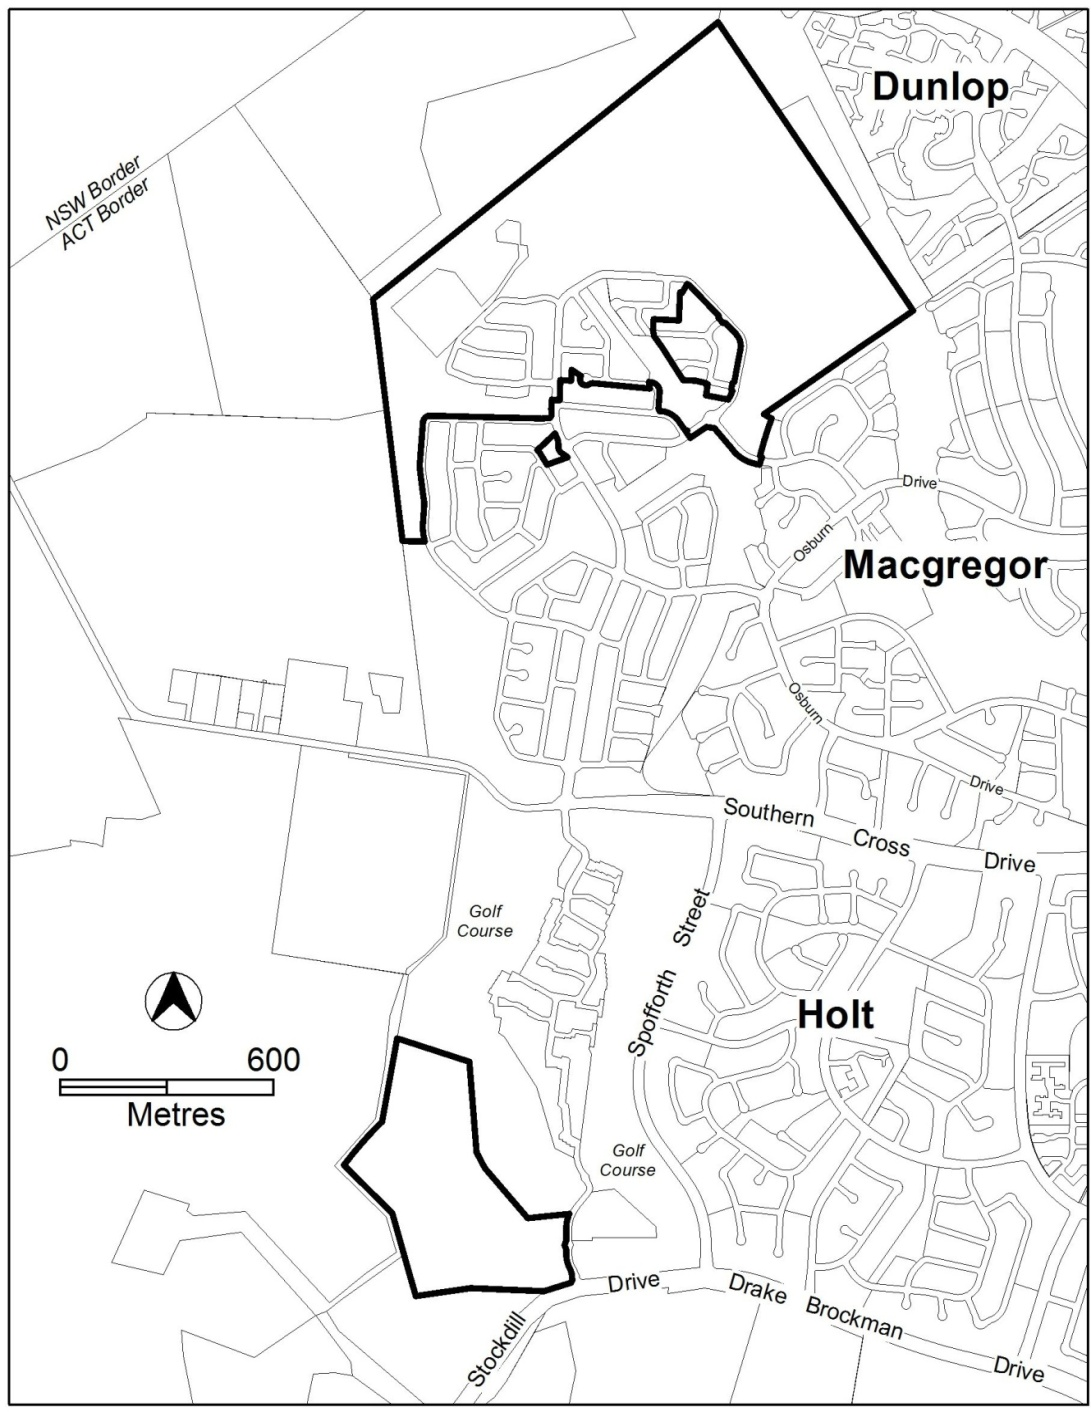 Dunlop
NSW Border
ACT Border
Drive
Osburn
Macgregor
Osburn
Drive
Southern
Cross
Drive
Golf
Course
Street
Spofforth
Holt
0
600
Metres
Golf
Course
Drive
Drake
Brockman
Stockdill
Drive